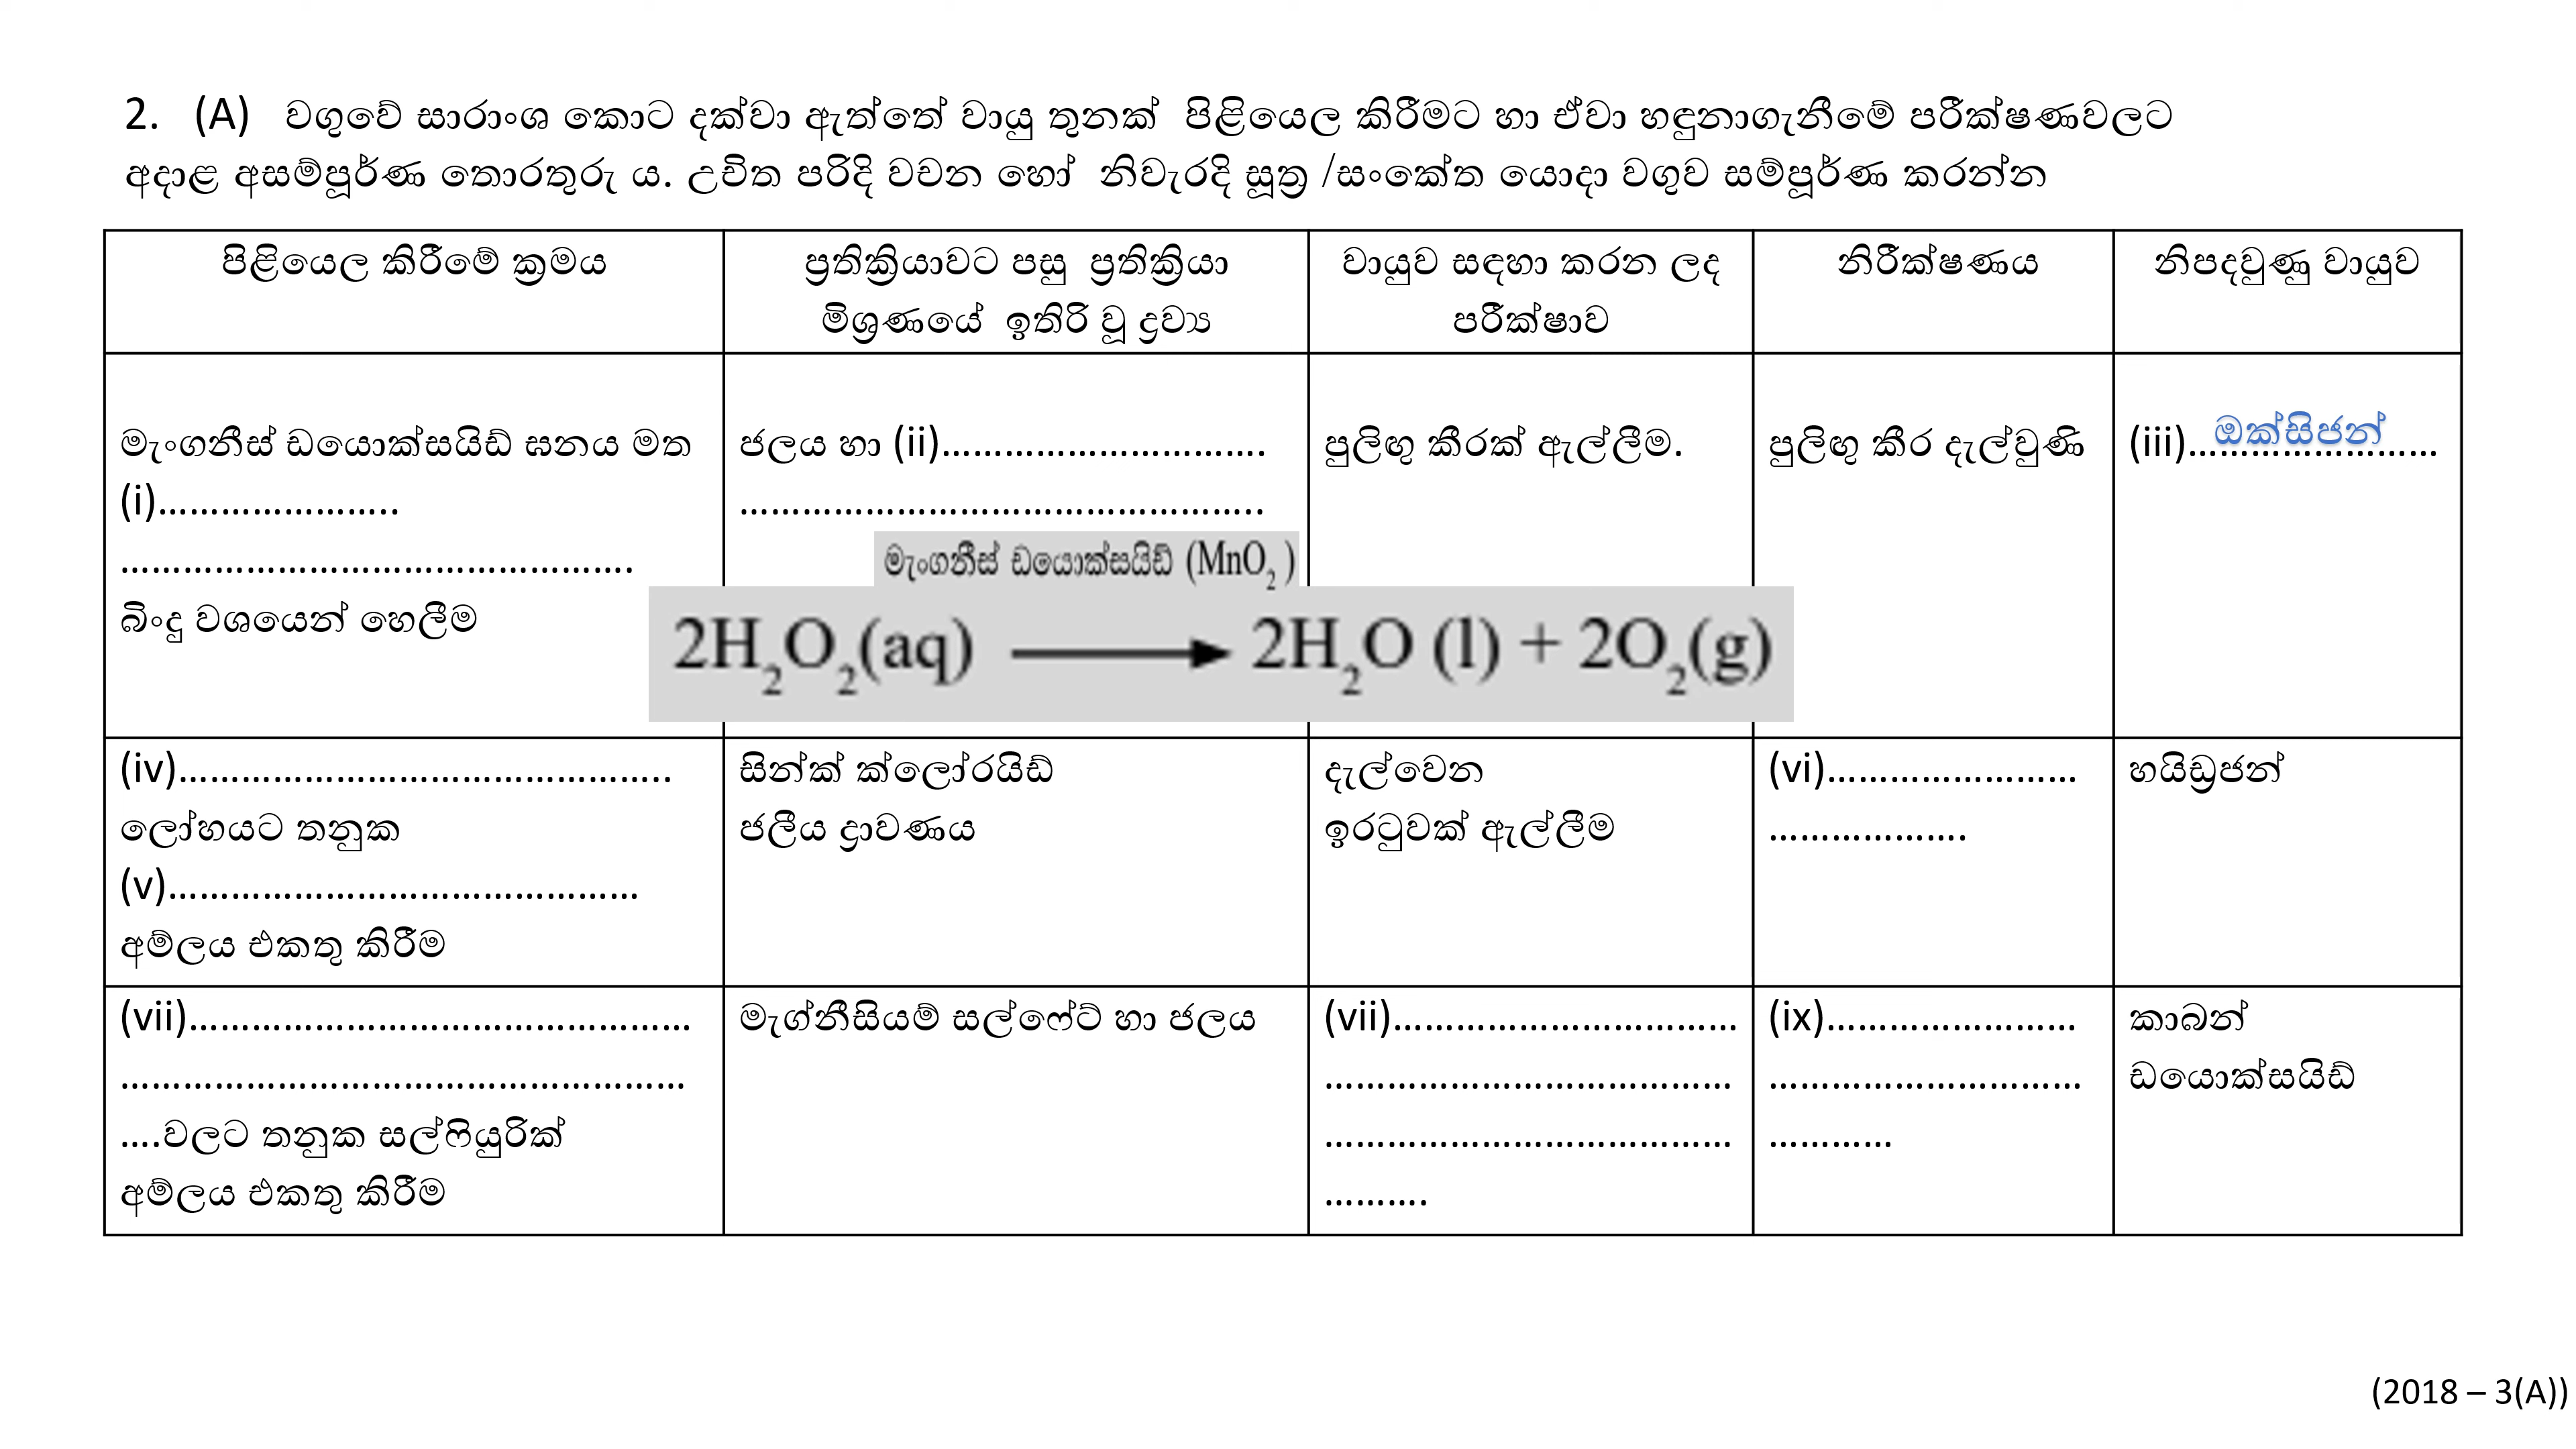 2. (A) වගුවේ සාරාංශ කොට දක්වා ඇත්තේ වායු තුනක් පිළියෙල කිරීමට හා ඒවා හඳුනාගැනීමේ පරීක්ෂණවලට
අදාළ අසම්පූර්ණ තොරතුරු ය. උචිත පරිදි වචන හෝ නිවැරදි සූත්‍ර /සංකේත යොදා වගුව සම්පූර්ණ කරන්න
පිළියෙල කිරීමේ ක්‍රමය
ප්‍රතික්‍රියාවට පසු ප්‍රතික්‍රියා
මිශ්‍රණයේ ඉතිරි වූ ද්‍රව්‍ය
වායුව සඳහා කරන ලද
පරීක්ෂාව
නිරීක්ෂණය
නිපදවුණු වායුව
මැංගනීස් ඩයොක්සයිඩ් ඝනය මත
(i)…………………..
………………………………………….
බිංදු වශයෙන් හෙලීම
ජලය හා (ii)………………………….
…………………………………………..
පුලිඟු කීරක් ඇල්ලීම.
පුලිඟු කීර දැල්වුණි
(iii)……………………
ඔක්සිජන්
මැංගනීස් ඩයොක්සයිඩ් (MnO₂ )
2H₂O₂(aq) ⟶ 2H₂O (l) + 2O₂(g)
(iv)………………………………………..
ලෝහයට තනුක
(v)………………………………………
අම්ලය එකතු කිරීම
සින්ක් ක්ලෝරයිඩ්
ජලීය ද්‍රාවණය
දැල්වෙන
ඉරටුවක් ඇල්ලීම
(vi)……………………
……………….
හයිඩ්‍රජන්
(vii)…………………………………………
………………………………………………
….වලට තනුක සල්ෆියුරික්
අම්ලය එකතු කිරීම
මැග්නීසියම් සල්ෆේට් හා ජලය
(vii)……………………………
…………………………………
…………………………………
……….
(ix)……………………
…………………………
…………
කාබන්
ඩයොක්සයිඩ්
(2018 – 3(A))